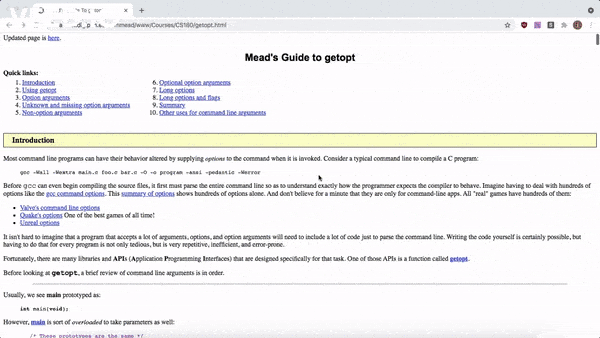 nmesd/www/Courses/CS180/getopt.html
Updated page is here.
Mead's Guide to getopt
Quick links:
1. Introduction
2. Using getopt
3. Option arguments
4. Unknown and missing option arguments
5. Non-option arguments
6. Optional option arguments
7. Long options
8. Long options and flags
9. Summary
10. Other uses for command line arguments
Introduction
Most command line programs can have their behavior altered by supplying options to the command when it is invoked. Consider a typical command line to compile a C program:
gcc -Wall -Wextra main.c foo.c bar.c -O -o program -ansi -pedantic -Werror
Before gcc can even begin compiling the source files, it first must parse the entire command line so as to understand exactly how the programmer expects the compiler to behave. Imagine having to deal with hundreds
of options like the gcc command options. This summary of options shows hundreds of options alone. And don't believe for a minute that they are only for command-line apps. All "real" games have hundreds of them:
• Valve's command line options
• Quake's options One of the best games of all time!
• Unreal options
It isn't hard to imagine that a program that accepts a lot of arguments, options, and option arguments will need to include a lot of code just to parse the command line. Writing the code yourself is certainly possible, but
having to do that for every program is not only tedious, but is very repetitive, inefficient, and error-prone.
Fortunately, there are many libraries and APIs (Application Programming Interfaces) that are designed specifically for that task. One of those APIs is a function called getopt.
Before looking at getopt, a brief review of command line arguments is in order.
Usually, we see main prototyped as:
int main(void);
However, main is sort of overloaded to take parameters as well:
/* These prototypes are the same */